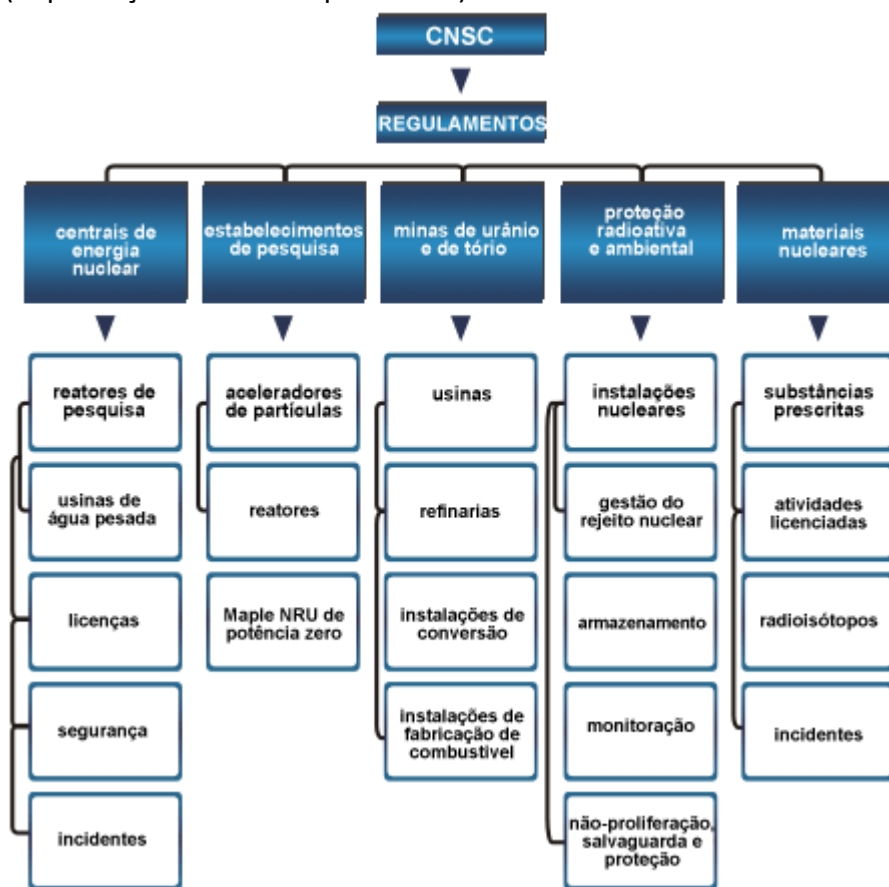 CNSC
REGULAMENTOS
centrais de
energia
nuclear
estabelecimentos
de pesquisa
minas de urânio
e de tório
proteção
radioativa
e ambiental
materiais
nucleares
reatores de
pesquisa
usinas de
água pesada
licenças
segurança
incidentes
aceleradores
de partículas
reatores
Maple NRU de
potência zero
usinas
refinarias
instalações de
conversão
instalações de
fabricação de
combustivel
instalações
nucleares
gestão do
rejeito nuclear
armazenamento
monitoração
não-proliferação,
salvaguarda e
proteção
substâncias
prescritas
atividades
licenciadas
radioisótopos
incidentes